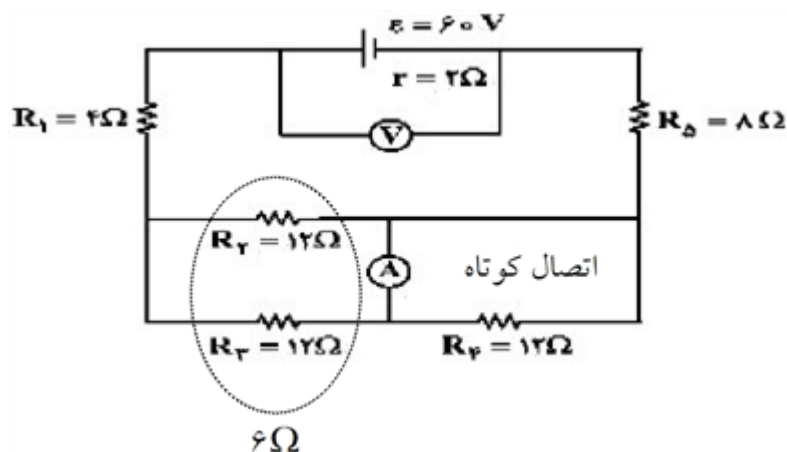 ε = ۶۰ V
r = ۲Ω
R۱ = ۴Ω
V
R۵ = ۸Ω
R۲ = ۱۲Ω
A
اتصال کوتاه
R۳ = ۱۲Ω
R۴ = ۱۲Ω
۶Ω